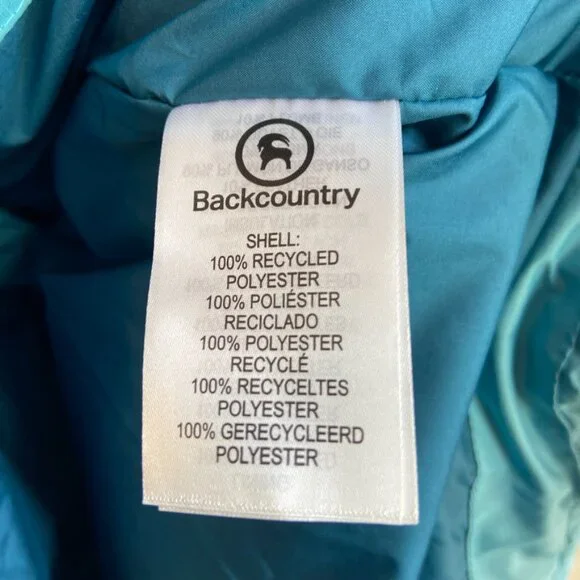 Backcountry
SHELL:
100% RECYCLED
POLYESTER
100% POLIÉSTER
RECICLADO
100% POLYESTER
RECYCLÉ
100% RECYCELTES
POLYESTER
100% GERECYCLEERD
POLYESTER